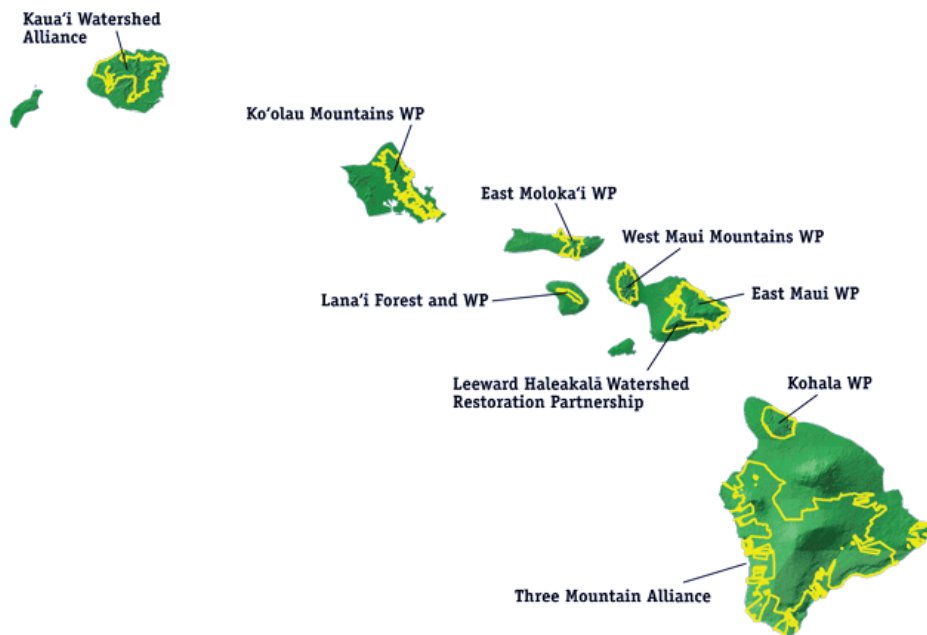 Kaua‘i Watershed
Alliance
Ko‘olau Mountains WP
East Moloka‘i WP
West Maui Mountains WP
Lana‘i Forest and WP
East Maui WP
Leeward Haleakalā Watershed
Restoration Partnership
Kohala WP
Three Mountain Alliance